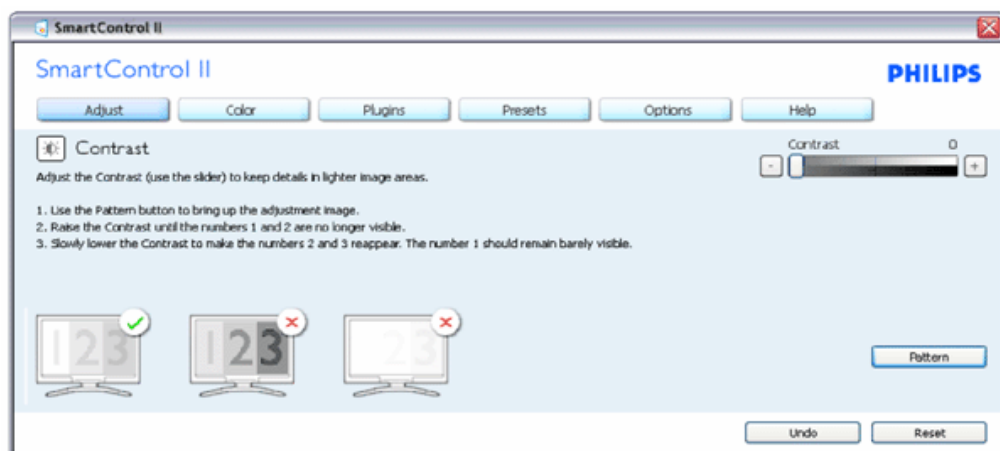 SmartControl II
SmartControl II
PHILIPS
Adjust Color Plugins Presets Options Help
Contrast
Contrast 0
- +
Adjust the Contrast (use the slider) to keep details in lighter image areas.
1. Use the Pattern button to bring up the adjustment image.
2. Raise the Contrast until the numbers 1 and 2 are no longer visible.
3. Slowly lower the Contrast to make the numbers 2 and 3 reappear. The number 1 should remain barely visible.
123 123 23
Pattern
Undo Reset